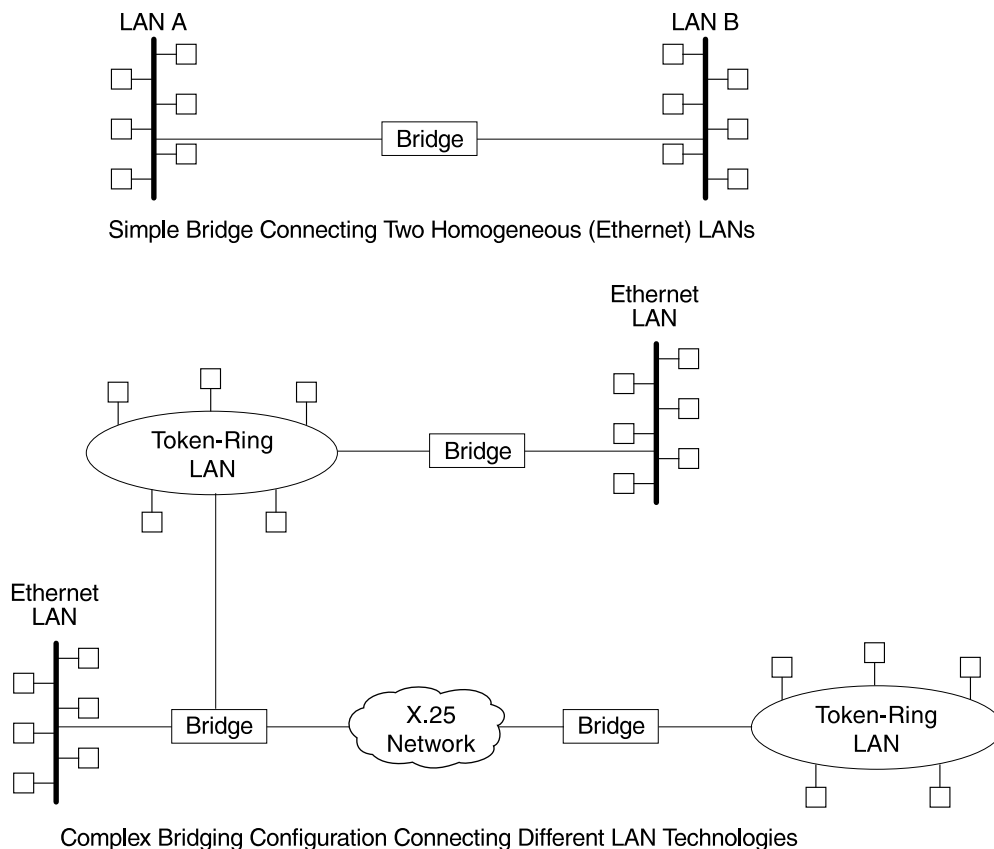 LAN A
LAN B
Bridge
Simple Bridge Connecting Two Homogeneous (Ethernet) LANs
Ethernet
LAN
Token-Ring
LAN
Bridge
Ethernet
LAN
Bridge
X.25
Network
Bridge
Token-Ring
LAN
Complex Bridging Configuration Connecting Different LAN Technologies